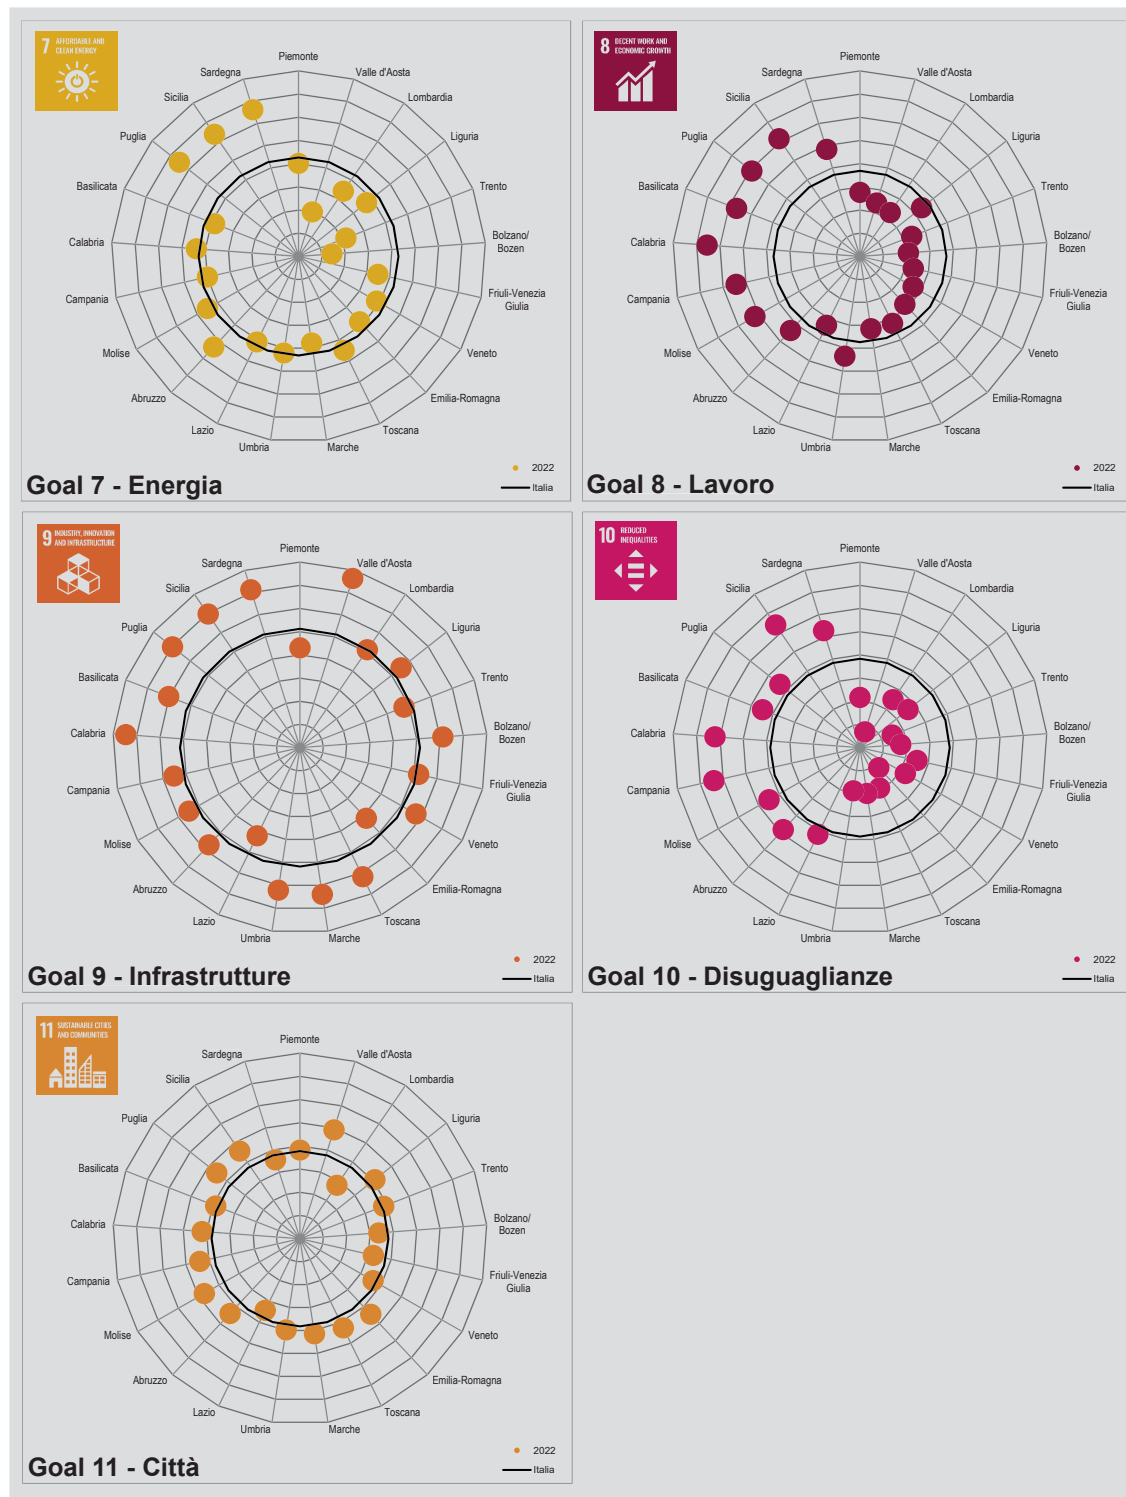 7 AFFORDABLE AND
CLEAN ENERGY
Piemonte
Valle d'Aosta
Lombardia
Liguria
Trento
Bolzano/
Bozen
Friuli-Venezia
Giulia
Veneto
Emilia-Romagna
Toscana
Marche
Umbria
Lazio
Abruzzo
Molise
Campania
Calabria
Basilicata
Puglia
Sicilia
Sardegna
2022
Italia
Goal 7 - Energia
8 DECENT WORK AND
ECONOMIC GROWTH
Piemonte
Valle d'Aosta
Lombardia
Liguria
Trento
Bolzano/
Bozen
Friuli-Venezia
Giulia
Veneto
Emilia-Romagna
Toscana
Marche
Umbria
Lazio
Abruzzo
Molise
Campania
Calabria
Basilicata
Puglia
Sicilia
Sardegna
2022
Italia
Goal 8 - Lavoro
9 INDUSTRY, INNOVATION
AND INFRASTRUCTURE
Piemonte
Valle d'Aosta
Lombardia
Liguria
Trento
Bolzano/
Bozen
Friuli-Venezia
Giulia
Veneto
Emilia-Romagna
Toscana
Marche
Umbria
Lazio
Abruzzo
Molise
Campania
Calabria
Basilicata
Puglia
Sicilia
Sardegna
2022
Italia
Goal 9 - Infrastrutture
10 REDUCED
INEQUALITIES
Piemonte
Valle d'Aosta
Lombardia
Liguria
Trento
Bolzano/
Bozen
Friuli-Venezia
Giulia
Veneto
Emilia-Romagna
Toscana
Marche
Umbria
Lazio
Abruzzo
Molise
Campania
Calabria
Basilicata
Puglia
Sicilia
Sardegna
2022
Italia
Goal 10 - Disuguaglianze
11 SUSTAINABLE CITIES
AND COMMUNITIES
Piemonte
Valle d'Aosta
Lombardia
Liguria
Trento
Bolzano/
Bozen
Friuli-Venezia
Giulia
Veneto
Emilia-Romagna
Toscana
Marche
Umbria
Lazio
Abruzzo
Molise
Campania
Calabria
Basilicata
Puglia
Sicilia
Sardegna
2022
Italia
Goal 11 - Città